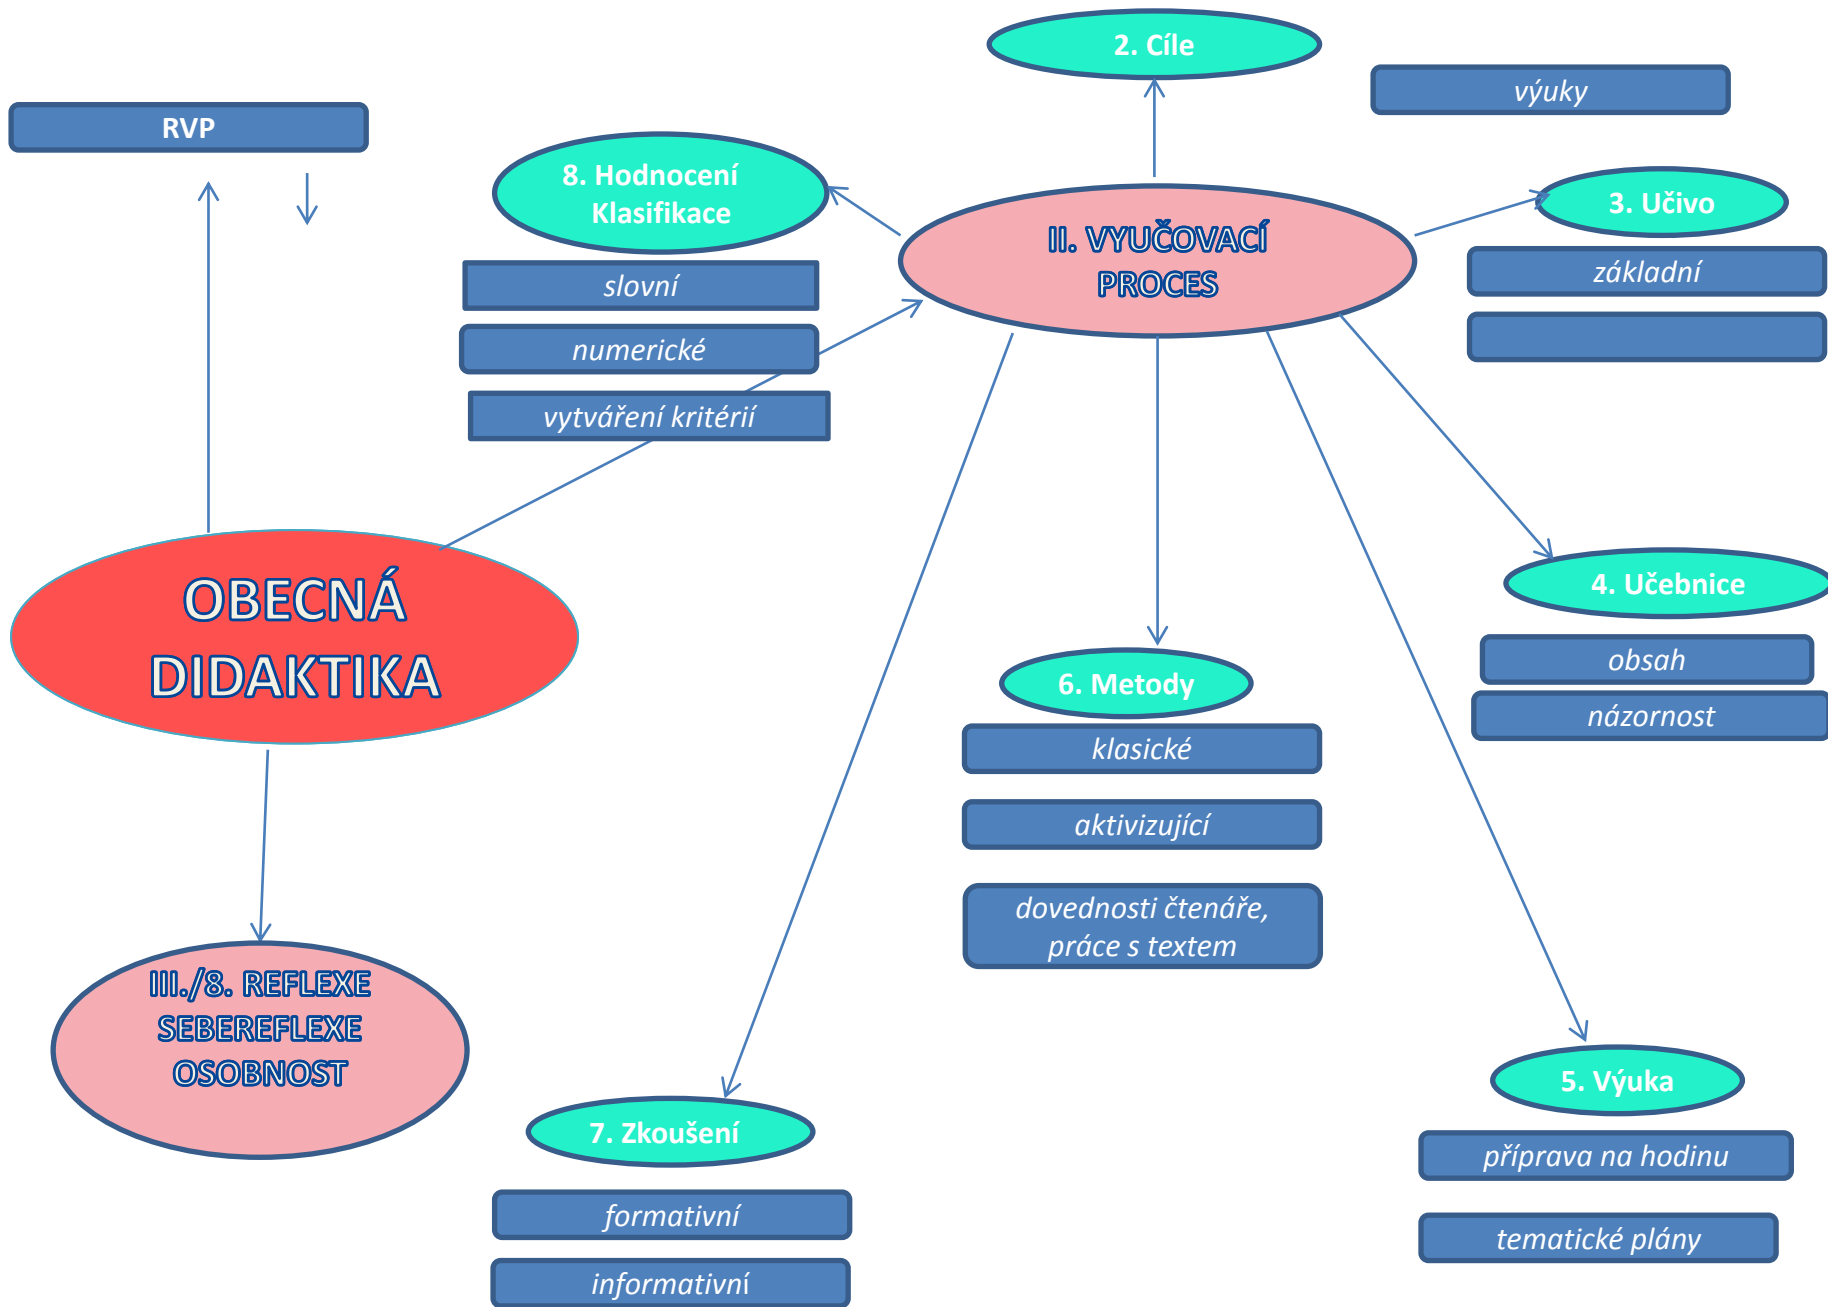 2. Cíle
výuky
RVP
8. Hodnocení
Klasifikace
3. Učivo
II. VYUČOVACÍ
PROCES
slovní
základní
numerické
vytváření kritérií
OBECNÁ
DIDAKTIKA
4. Učebnice
obsah
6. Metody
názornost
klasické
aktivizující
dovednosti čtenáře,
práce s textem
III./8. REFLEXE
SEBEREFLEXE
OSOBNOST
5. Výuka
7. Zkoušení
příprava na hodinu
formativní
tematické plány
informativní